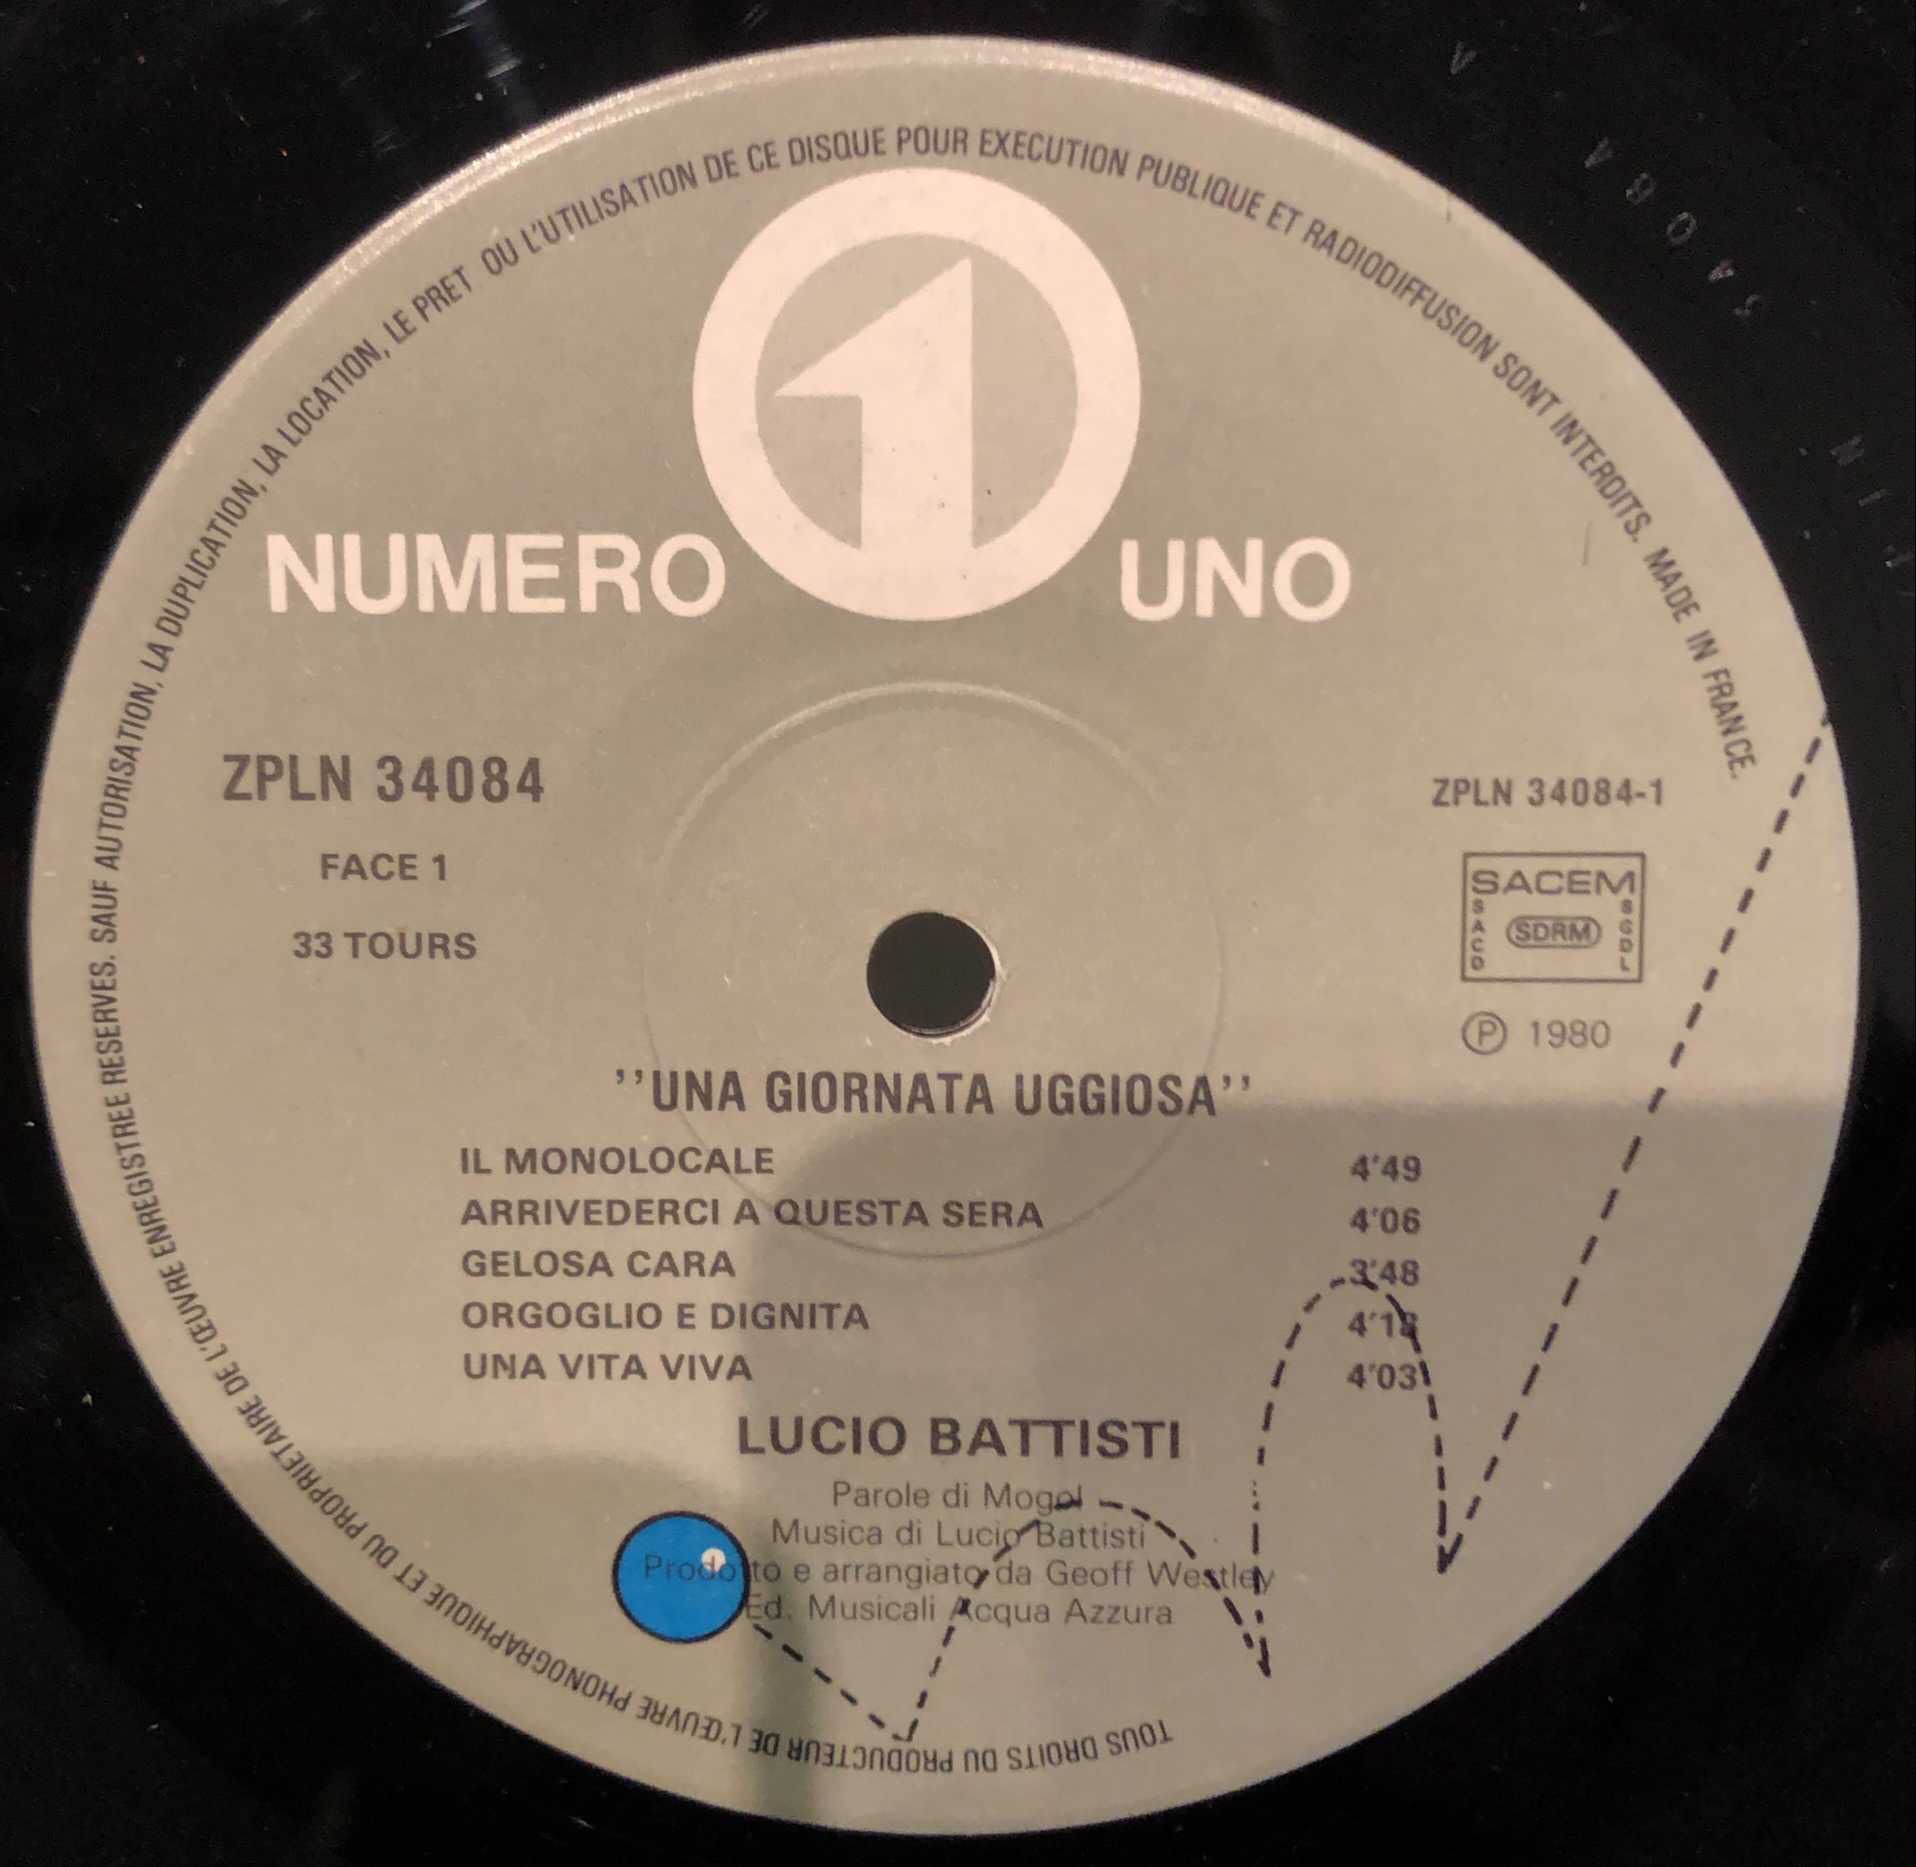 TOUS DROITS DU PRODUCTEUR DE L'ŒUVRE PHONOGRAPHIQUE ET DU PROPRIETAIRE DE L'ŒUVRE ENREGISTREE RESERVES. SAUF AUTORISATION, LA DUPLICATION, LA LOCATION, LE PRET OU L'UTILISATION DE CE DISQUE POUR EXECUTION PUBLIQUE ET RADIODIFFUSION SONT INTERDITS. MADE IN FRANCE.
1
NUMERO UNO
ZPLN 34084
FACE 1
33 TOURS
ZPLN 34084-1
SACEM
SACD
SDRM
SGDL
Ⓟ 1980
''UNA GIORNATA UGGIOSA''
IL MONOLOCALE 4'49
ARRIVEDERCI A QUESTA SERA 4'06
GELOSA CARA 3'48
ORGOGLIO E DIGNITA
UNA VITA VIVA 4'03
LUCIO BATTISTI
Parole di Mogol
Musica di Lucio Battisti
Prodotto e arrangiato da Geoff Westley
Ed. Musicali Acqua Azzura